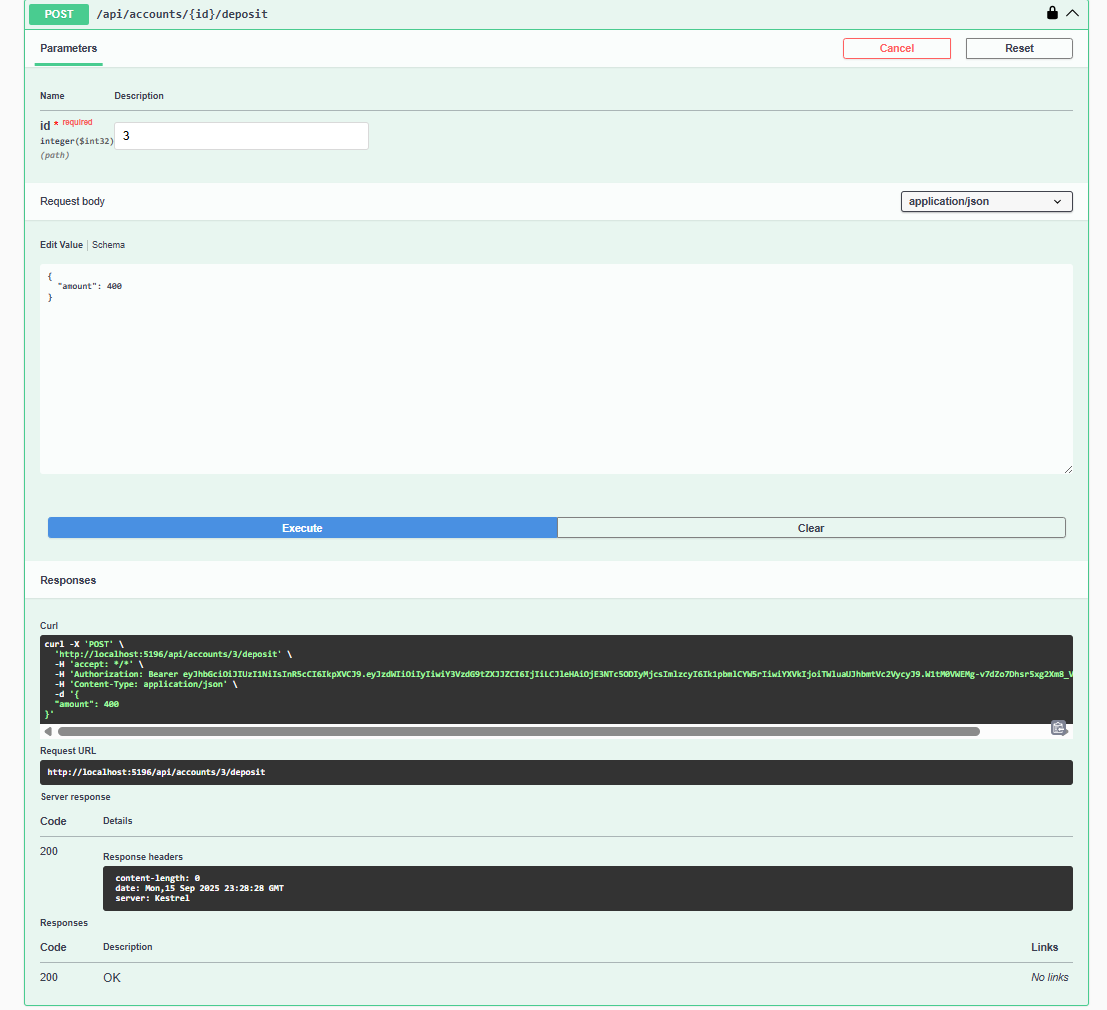 POST /api/accounts/{id}/deposit
Parameters
Cancel
Reset
Name Description
id * required
integer($int32)
(path)
3
Request body
application/json
Edit Value | Schema
{
  "amount": 400
}
Execute
Clear
Responses
Curl
curl -X 'POST' \
  'http://localhost:5196/api/accounts/3/deposit' \
  -H 'accept: */*' \
  -H 'Authorization: Bearer
  -H 'Content-Type: application/json' \
  -d '{
  "amount": 400
}'
Request URL
http://localhost:5196/api/accounts/3/deposit
Server response
Code Details
200
Response headers
content-length: 0
date: Mon,15 Sep 2025 23:28:28 GMT
server: Kestrel
Responses
Code Description Links
200 OK No links